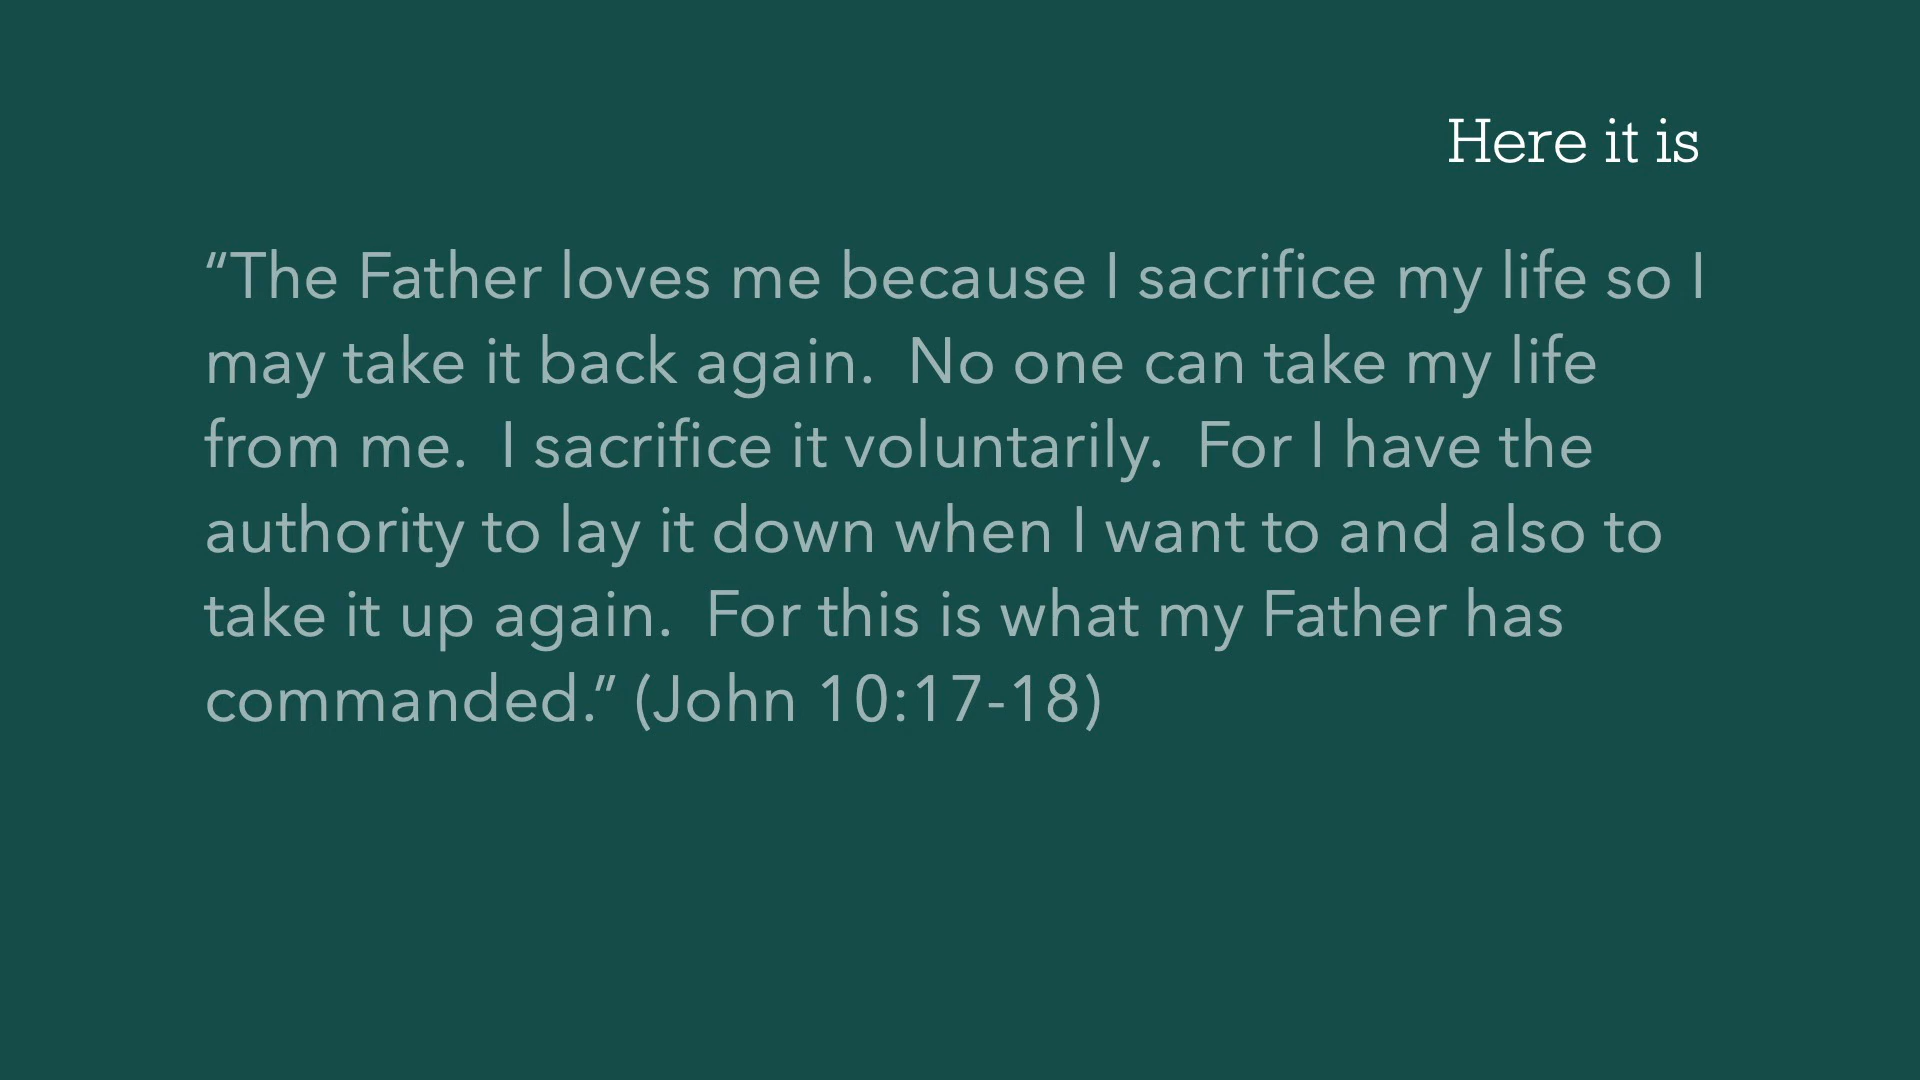 Here it is
“The Father loves me because I sacrifice my life so I
may take it back again.  No one can take my life
from me.  I sacrifice it voluntarily.  For I have the
authority to lay it down when I want to and also to
take it up again.  For this is what my Father has
commanded.” (John 10:17-18)